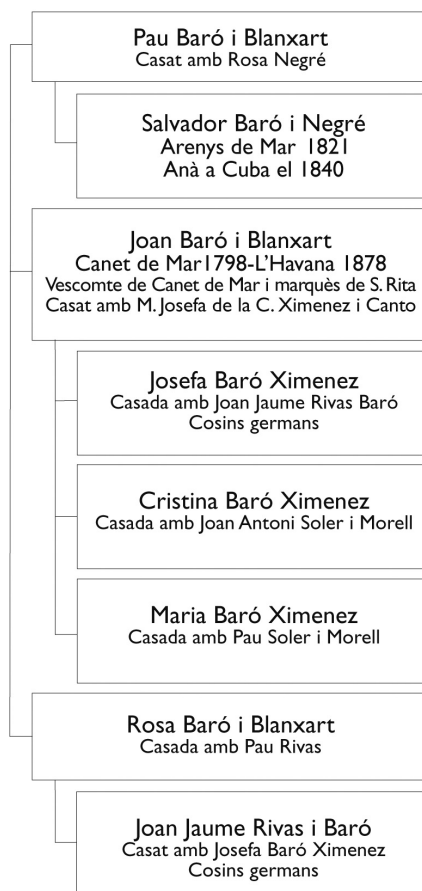 Pau Baró i Blanxart
Casat amb Rosa Negré
Salvador Baró i Negré
Arenys de Mar 1821
Anà a Cuba el 1840
Joan Baró i Blanxart
Canet de Mar1798-L'Havana 1878
Vescomte de Canet de Mar i marquès de S. Rita
Casat amb M. Josefa de la C. Ximenez i Canto
Josefa Baró Ximenez
Casada amb Joan Jaume Rivas Baró
Cosins germans
Cristina Baró Ximenez
Casada amb Joan Antoni Soler i Morell
Maria Baró Ximenez
Casada amb Pau Soler i Morell
Rosa Baró i Blanxart
Casada amb Pau Rivas
Joan Jaume Rivas i Baró
Casat amb Josefa Baró Ximenez
Cosins germans